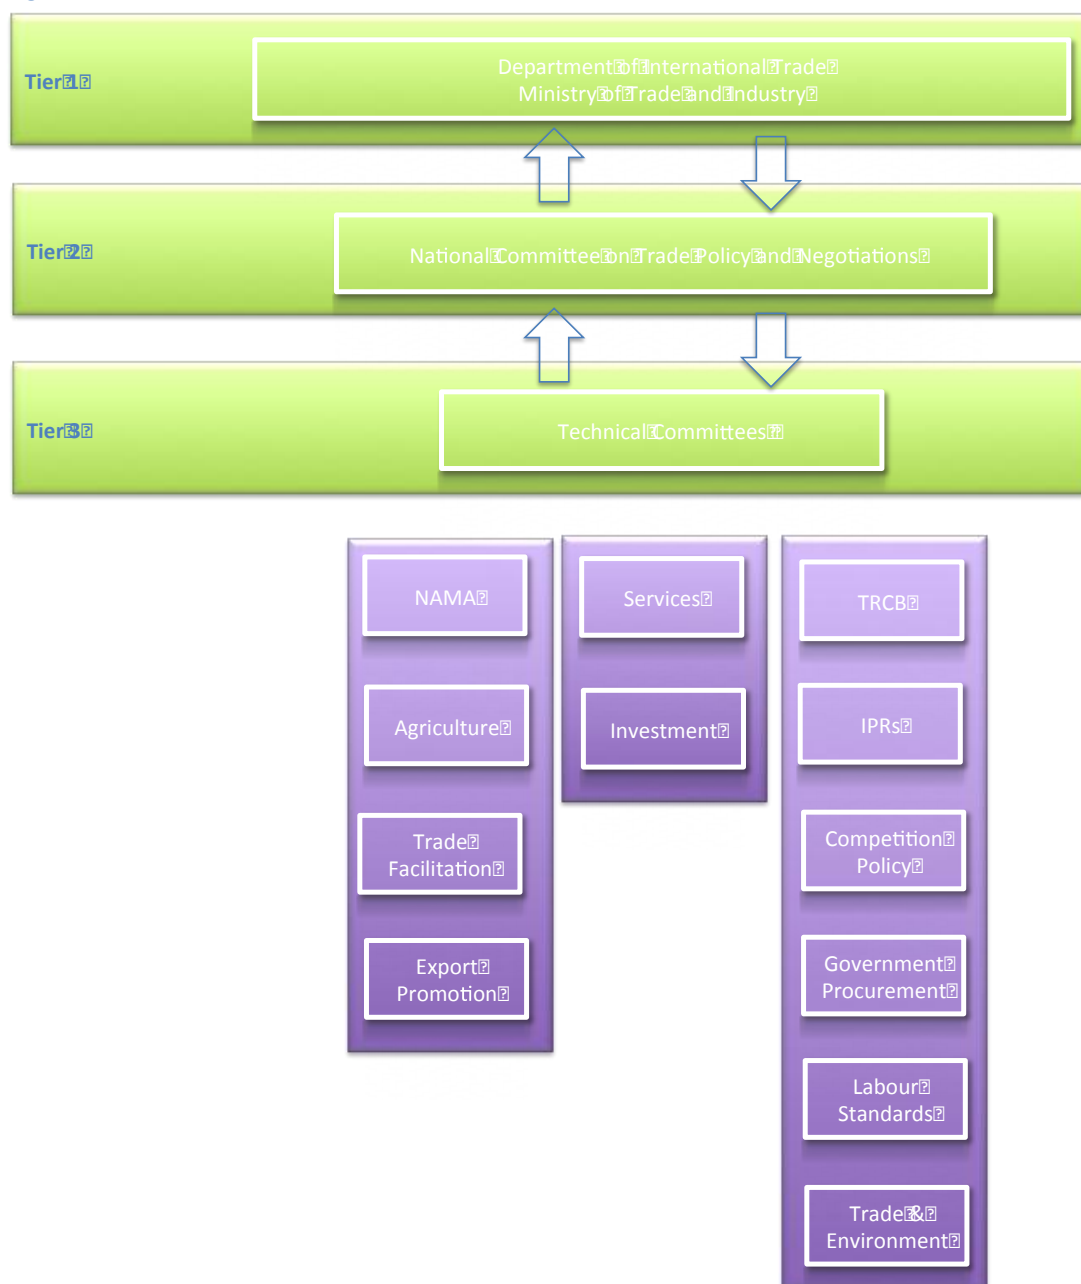 Tier 1
Department of International Trade
Ministry of Trade and Industry
Tier 2
National Committee on Trade Policy and Negotiations
Tier 3
Technical Committees
NAMA
Agriculture
Trade
Facilitation
Export
Promotion
Services
Investment
TRCB
IPRs
Competition
Policy
Government
Procurement
Labour
Standards
Trade &
Environment